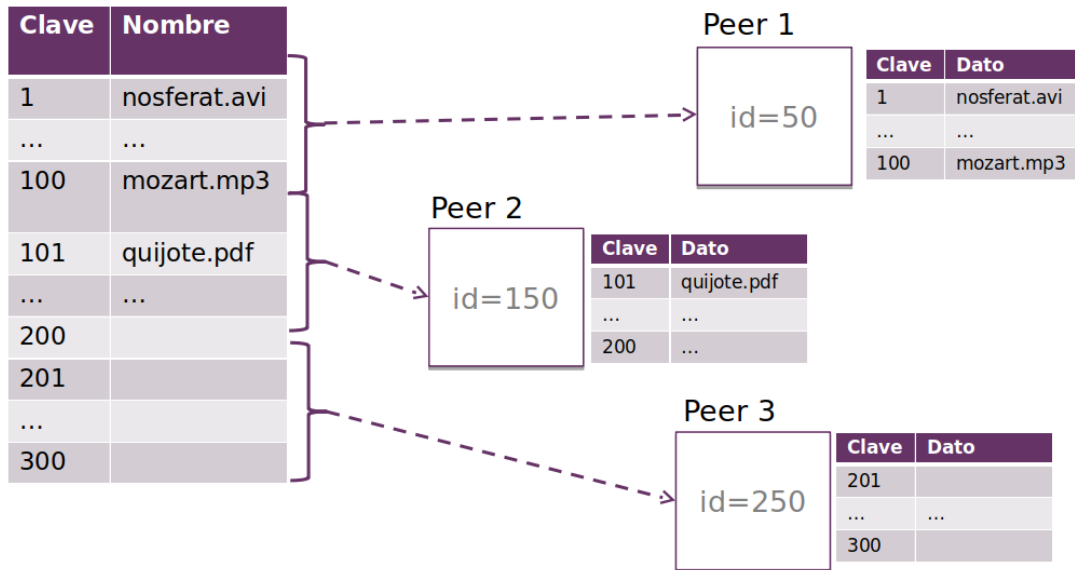 Clave Nombre
1 nosferat.avi
... ...
100 mozart.mp3
101 quijote.pdf
... ...
200
201
...
300
Peer 1
id=50
Clave Dato
1 nosferat.avi
... ...
100 mozart.mp3
Peer 2
id=150
Clave Dato
101 quijote.pdf
... ...
200 ...
Peer 3
id=250
Clave Dato
201
... ...
300